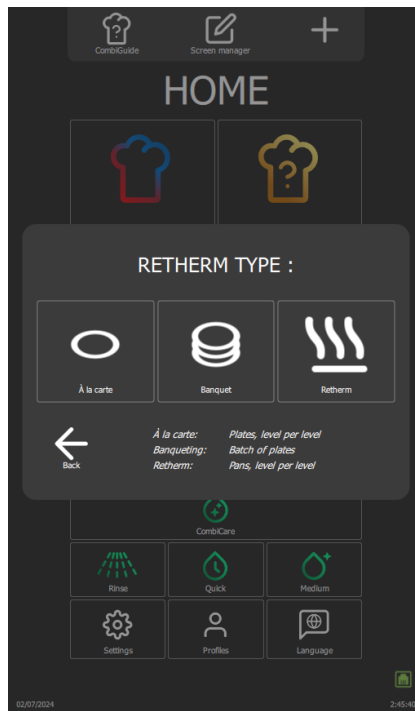 CombiGuide
Screen manager
HOME
RETHERM TYPE :
À la carte
Banquet
Retherm
Back
À la carte: Plates, level per level
Banqueting: Batch of plates
Retherm: Pans, level per level
CombiCare
Rinse
Quick
Medium
Settings
Profiles
Language
02/07/2024
2:45:40